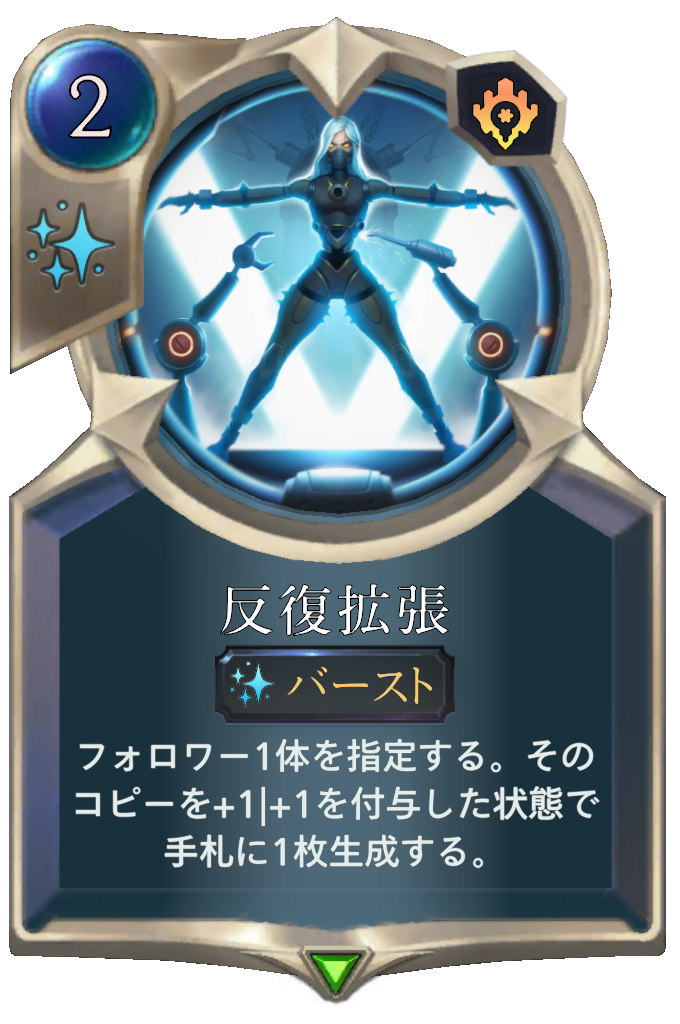 2
反復拡張
バースト
フォロワー1体を指定する。その
コピーを+1|+1を付与した状態で
手札に1枚生成する。